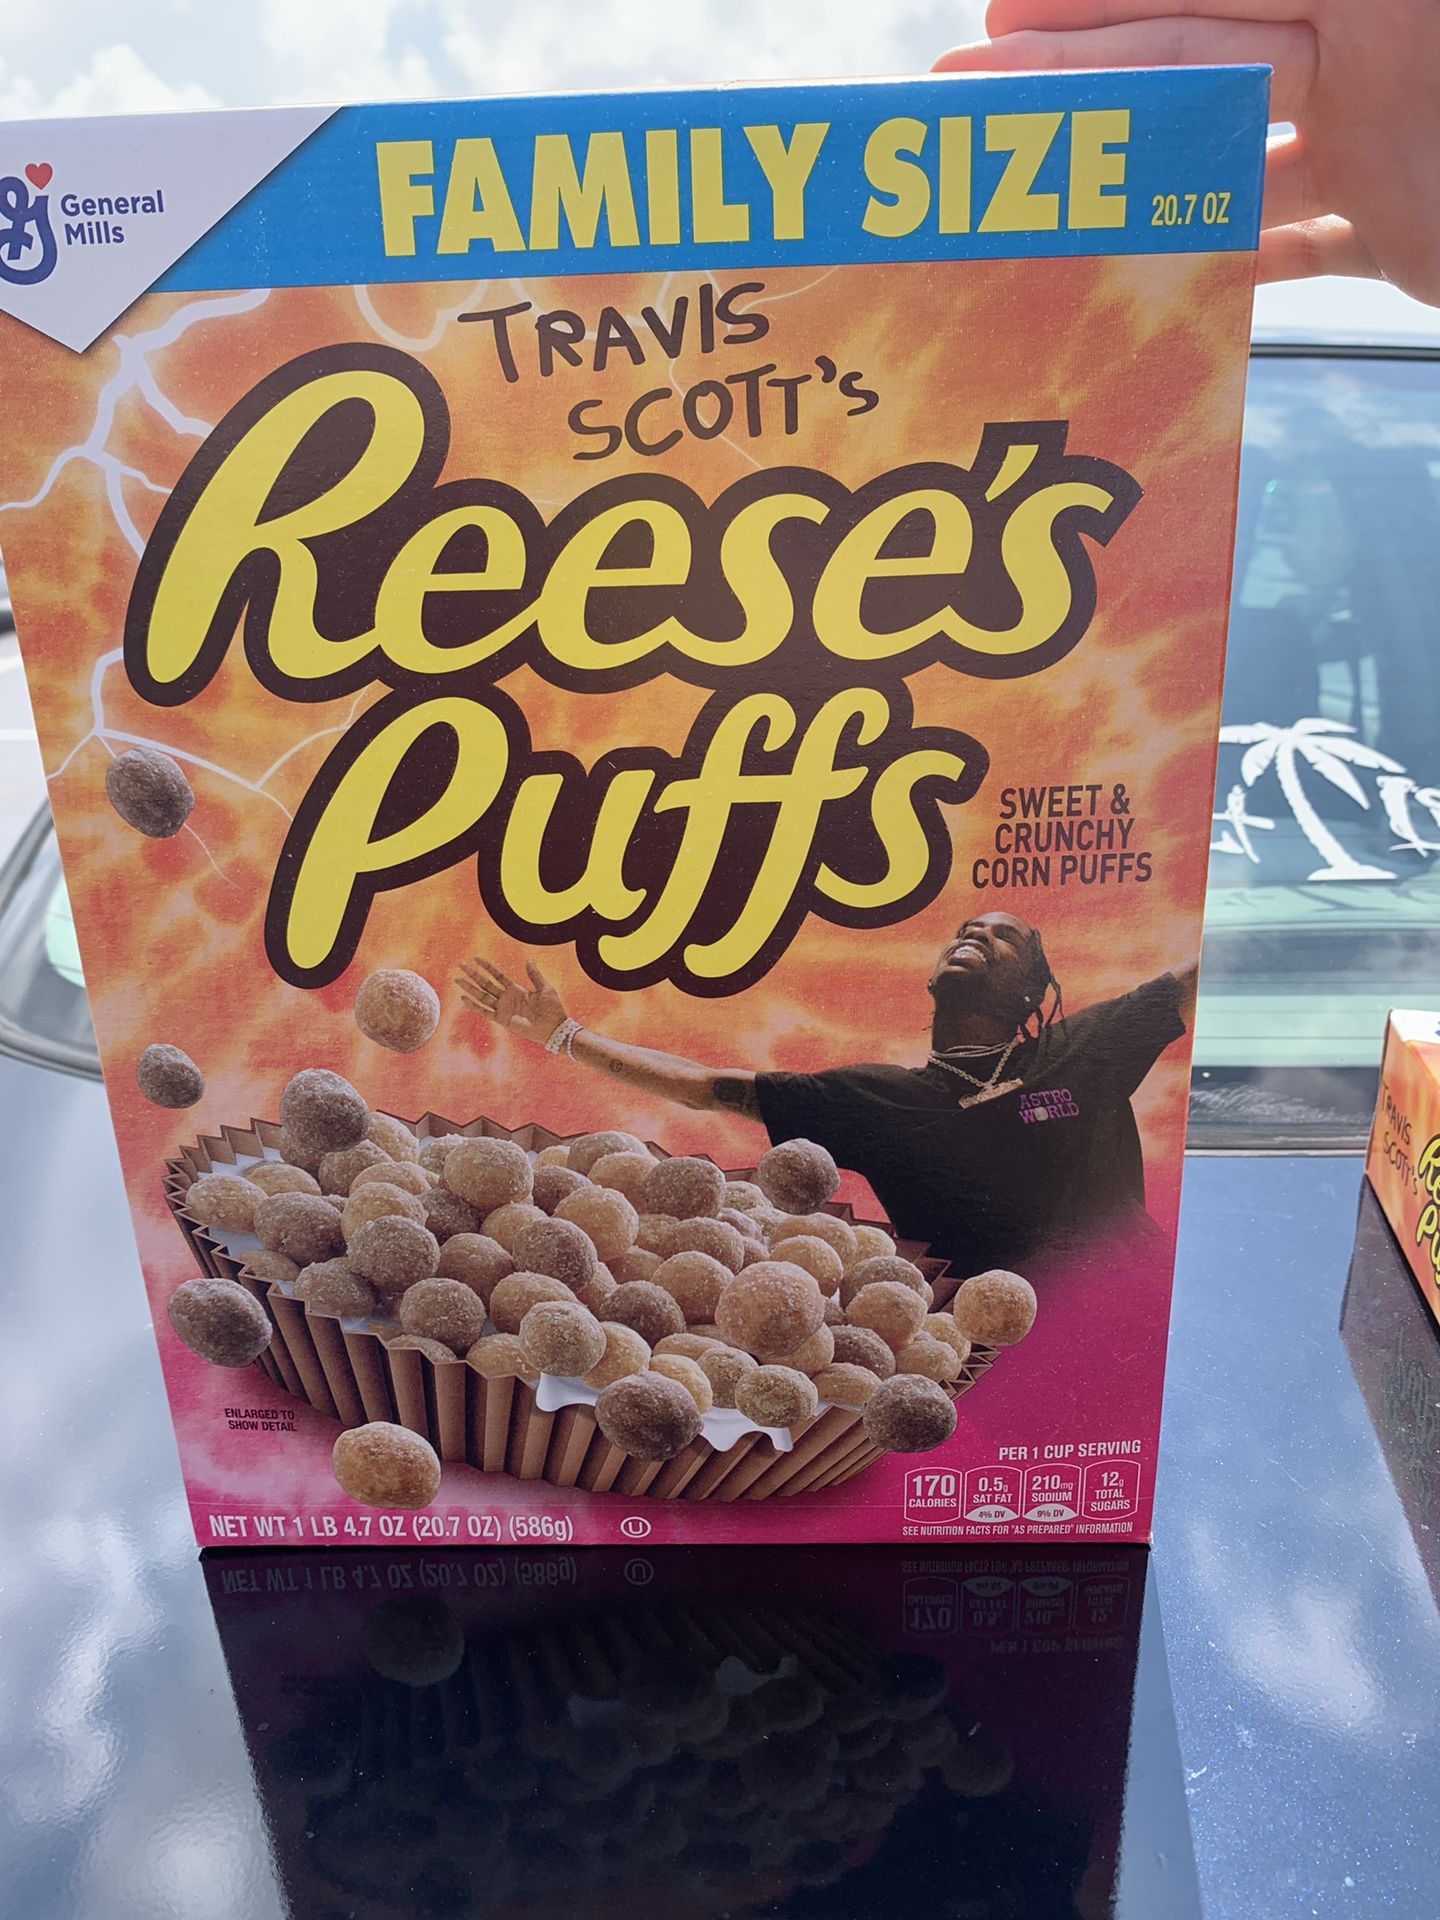 General
Mills
FAMILY SIZE
20.7 OZ
TRAVIS
SCOTT'S
Reese's
Puffs
SWEET &
CRUNCHY
CORN PUFFS
ASTRO
WORLD
ENLARGED TO
SHOW DETAIL
PER 1 CUP SERVING
170
CALORIES
0.5g
SAT FAT
4% DV
210mg
SODIUM
9% DV
12g
TOTAL
SUGARS
SEE NUTRITION FACTS FOR "AS PREPARED" INFORMATION
NET WT 1 LB 4.7 OZ (20.7 OZ) (586g)
U
TRAVIS
SCOTT'S